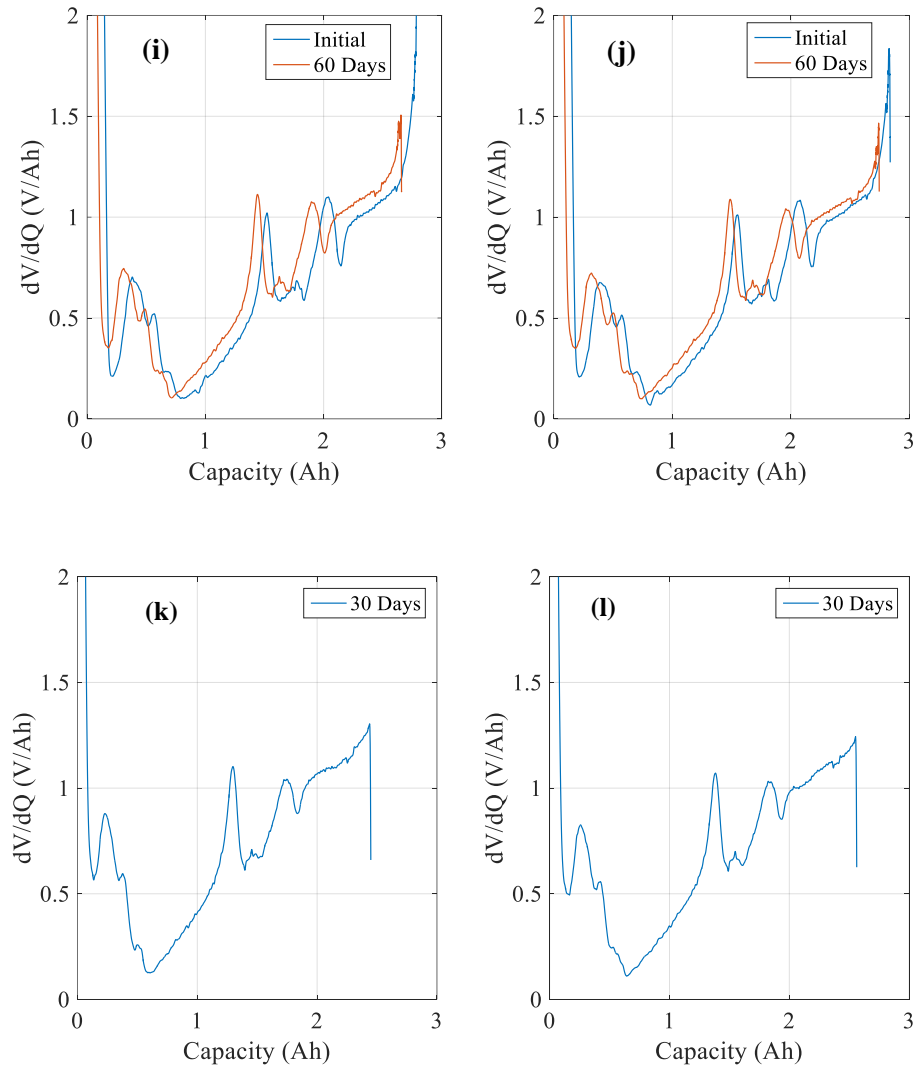 (i)
Initial
60 Days
2
1.5
1
0.5
0
0 1 2 3
dV/dQ (V/Ah)
Capacity (Ah)
(j)
Initial
60 Days
2
1.5
1
0.5
0
0 1 2 3
dV/dQ (V/Ah)
Capacity (Ah)
(k)
30 Days
2
1.5
1
0.5
0
0 1 2 3
dV/dQ (V/Ah)
Capacity (Ah)
(l)
30 Days
2
1.5
1
0.5
0
0 1 2 3
dV/dQ (V/Ah)
Capacity (Ah)